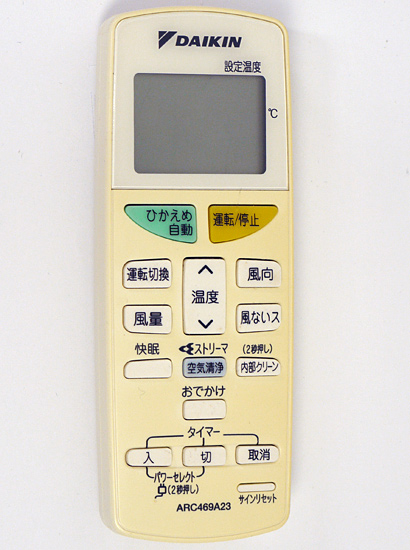 DAIKIN
設定温度
℃
ひかえめ
自動
運転/停止
運転切換
温度
風向
風量
風ないス
快眠
ストリーマ
空気清浄
(2秒押し)
内部クリーン
おでかけ
タイマー
入
切
取消
パワーセレクト
(2秒押し)
サインリセット
ARC469A23